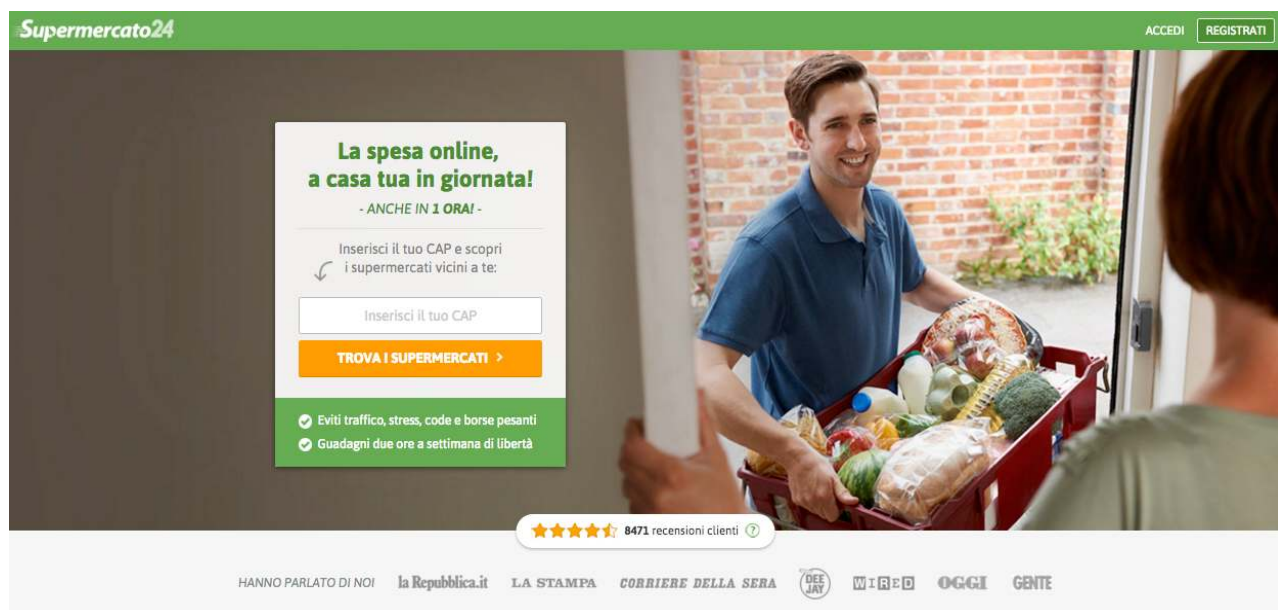 Supermercato24
ACCEDI
REGISTRATI
La spesa online,
a casa tua in giornata!
- ANCHE IN 1 ORA! -
Inserisci il tuo CAP e scopri
i supermercati vicini a te:
Inserisci il tuo CAP
TROVA I SUPERMERCATI >
Eviti traffico, stress, code e borse pesanti
Guadagni due ore a settimana di libertà
8471 recensioni clienti ?
HANNO PARLATO DI NOI
la Repubblica.it
LA STAMPA
CORRIERE DELLA SERA
DEE
JAY
WIRED
OGGI
GENTE